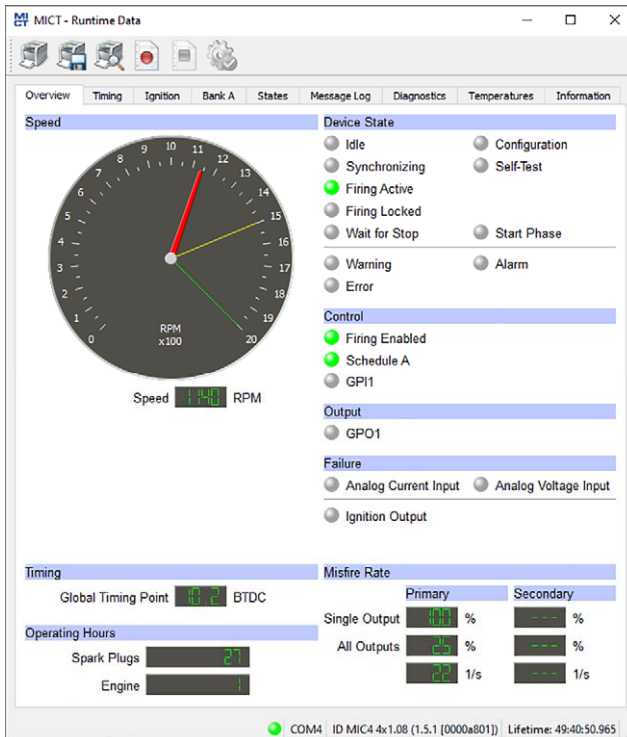 MICT - Runtime Data
Overview Timing Ignition Bank A States Message Log Diagnostics Temperatures Information
Speed
0 1 2 3 4 5 6 7 8 9 10 11 12 13 14 15 16 17 18 19 20
RPM
x100
Speed 1140 RPM
Device State
Idle Configuration
Synchronizing Self-Test
Firing Active
Firing Locked
Wait for Stop Start Phase
Warning Alarm
Error
Control
Firing Enabled
Schedule A
GPI1
Output
GPO1
Failure
Analog Current Input Analog Voltage Input
Ignition Output
Timing
Global Timing Point 10.2 BTDC
Operating Hours
Spark Plugs 27
Engine 1
Misfire Rate
Primary Secondary
Single Output 100 % --- %
All Outputs 25 % --- %
22 1/s --- 1/s
COM4 ID MIC4 4x1.08 (1.5.1 [0000a801]) Lifetime: 49:40:50.965